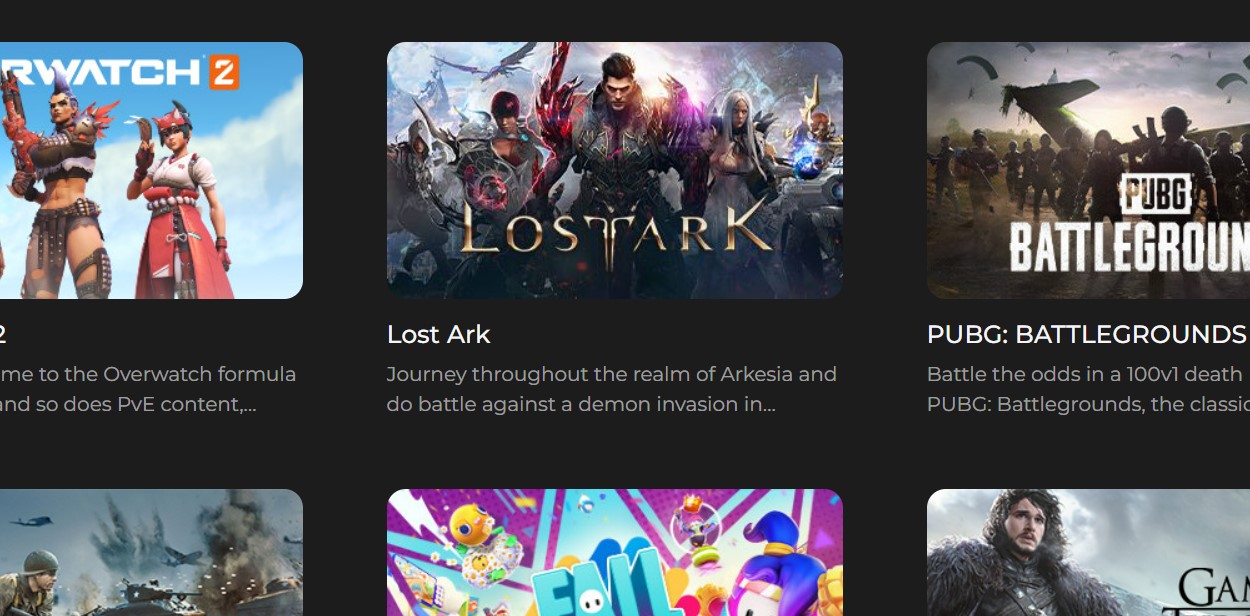 RWATCH 2
LOST ARK
PUBG
BATTLEGROUN
2
Lost Ark
PUBG: BATTLEGROUNDS
me to the Overwatch formula
and so does PvE content,...
Journey throughout the realm of Arkesia and
do battle against a demon invasion in...
Battle the odds in a 100v1 death
PUBG: Battlegrounds, the classic
FALL
GAM